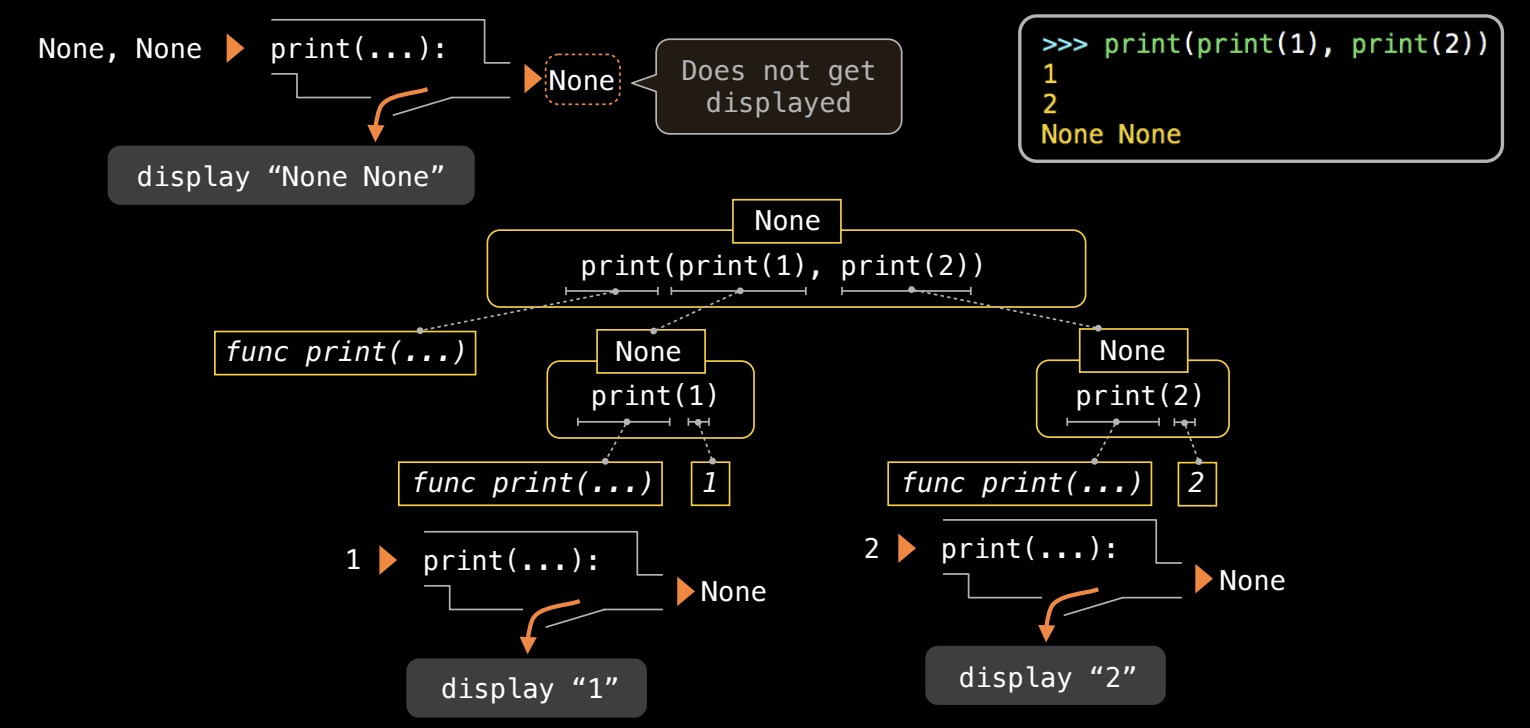 None, None
print(...):
None
Does not get
displayed
display “None None”
>>> print(print(1), print(2))
1
2
None None
None
print(print(1), print(2))
func print(...)
None
print(1)
func print(...)
1
1
print(...):
None
display “1”
None
print(2)
func print(...)
2
2
print(...):
None
display “2”